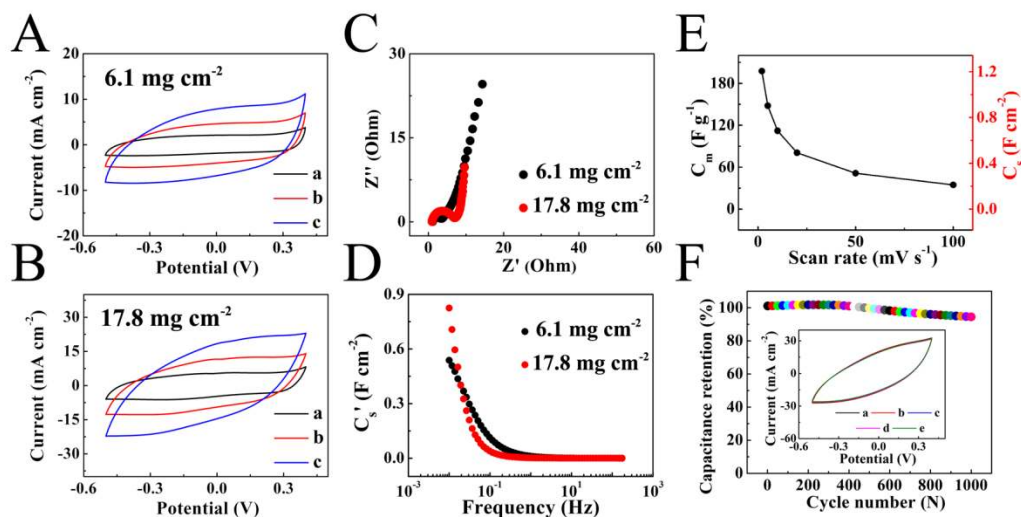 A
20
10
0
-10
-20
6.1 mg cm⁻²
a
b
c
-0.6
-0.3
0.0
0.3
Potential (V)
Current (mA cm⁻²)
B
30
15
0
-15
-30
17.8 mg cm⁻²
a
b
c
-0.6
-0.3
0.0
0.3
Potential (V)
Current (mA cm⁻²)
C
30
15
0
Z'' (Ohm)
6.1 mg cm⁻²
17.8 mg cm⁻²
0
20
40
60
Z' (Ohm)
D
0.9
0.6
0.3
0.0
Cₛ' (F cm⁻²)
6.1 mg cm⁻²
17.8 mg cm⁻²
10⁻³
10⁻¹
10¹
10³
Frequency (Hz)
E
180
120
60
0
Cₘ (F g⁻¹)
1.2
0.8
0.4
0.0
Cₛ (F cm⁻²)
0
50
100
Scan rate (mV s⁻¹)
F
100
80
60
40
20
0
Capacitance retention (%)
60
30
0
-30
-60
Current (mA cm⁻²)
a
b
c
d
e
-0.6
-0.3
0.0
0.3
Potential (V)
0
200
400
600
800
1000
Cycle number (N)